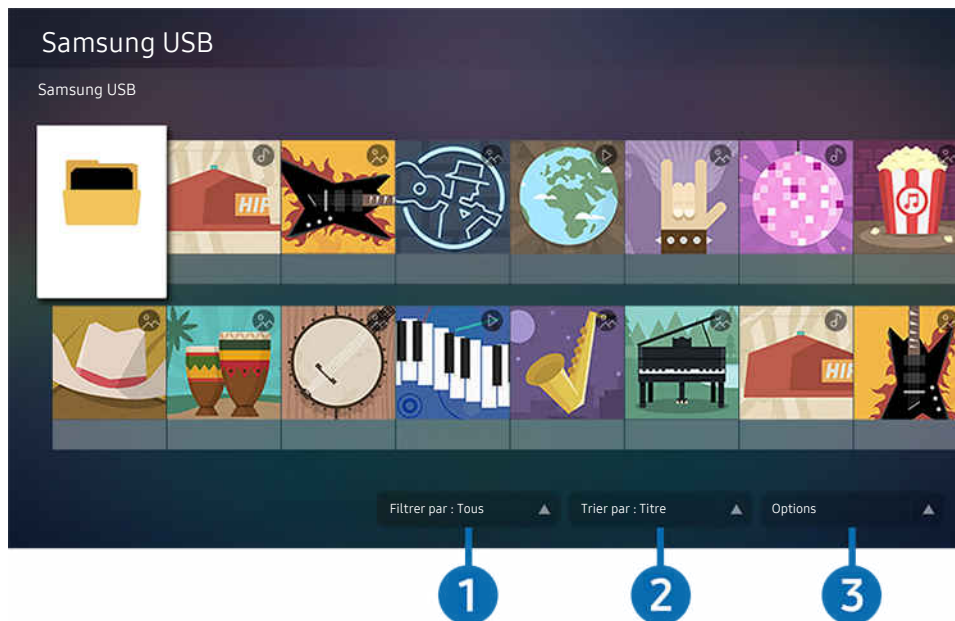 Samsung USB
Samsung USB
HIP
HIP
Filtrer par : Tous
Trier par : Titre
Options
1
2
3